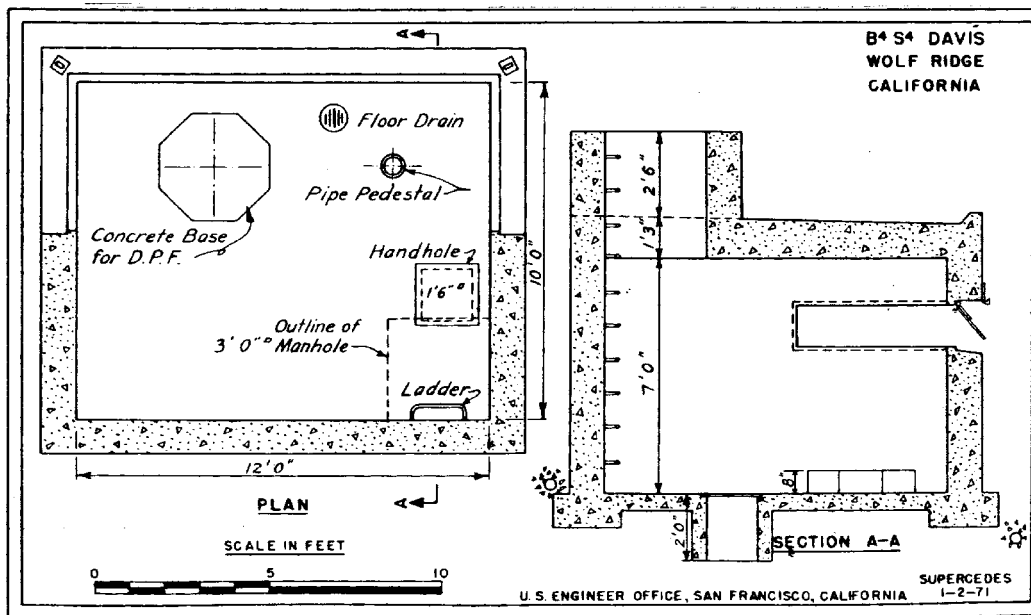 B⁴ S⁴ DAVIS
WOLF RIDGE
CALIFORNIA
A
Floor Drain
Pipe Pedestal
Concrete Base
for D.P.F.
Handhole
1'6"□
10'0"
Outline of
3'0"□ Manhole
Ladder
12'0"
A
PLAN
SCALE IN FEET
0 5 10
2'6"
1'3"
7'0"
8"
2'0"
SECTION A-A
U.S. ENGINEER OFFICE, SAN FRANCISCO, CALIFORNIA
SUPERCEDES
1-2-71